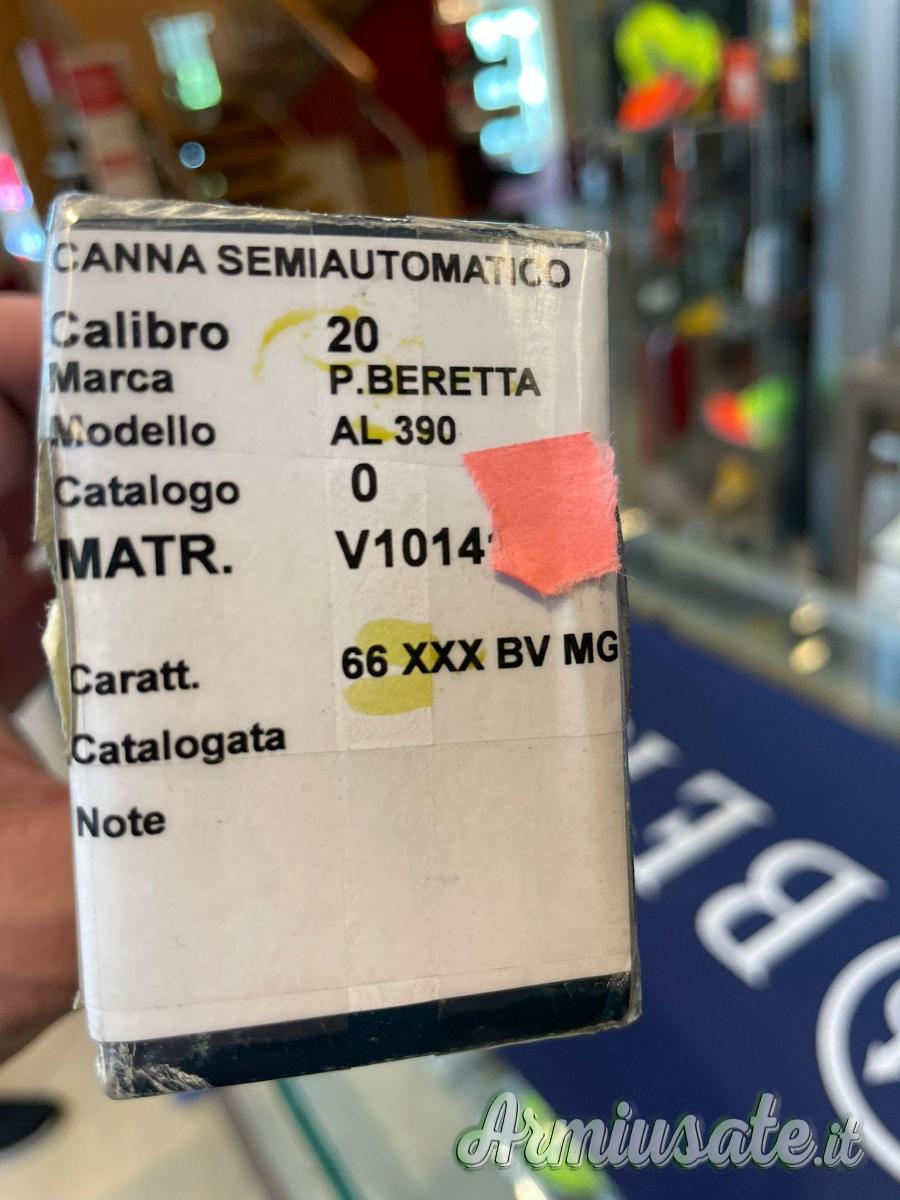 CANNA SEMIAUTOMATICO
Calibro 20
Marca P.BERETTA
Modello AL 390
Catalogo 0
MATR. V1014
Caratt. 66 XXX BV MG
Catalogata
Note
BE
Armiusate.it